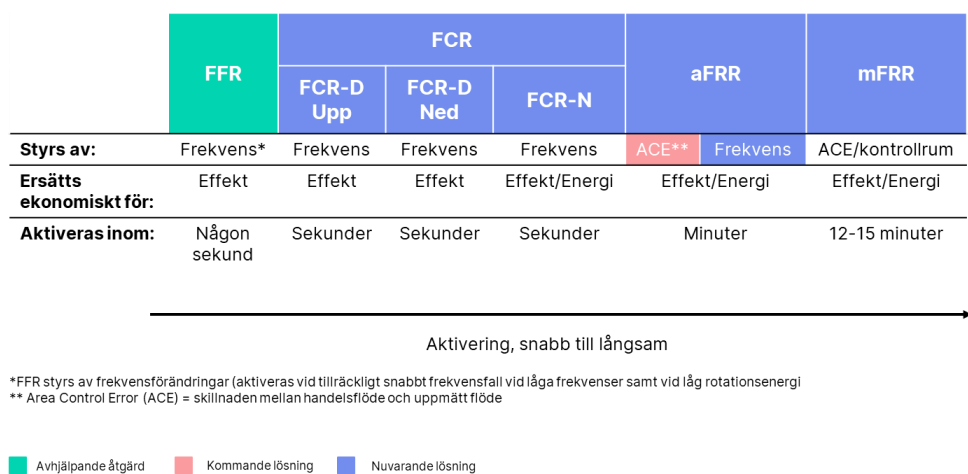 FCR
FFR
aFRR
mFRR
FCR-D
Upp
FCR-D
Ned
FCR-N
Styrs av:
Frekvens*
Frekvens
Frekvens
Frekvens
ACE**
Frekvens
ACE/kontrollrum
Ersätts
ekonomiskt för:
Effekt
Effekt
Effekt
Effekt/Energi
Effekt/Energi
Effekt/Energi
Aktiveras inom:
Någon
sekund
Sekunder
Sekunder
Sekunder
Minuter
12-15 minuter
Aktivering, snabb till långsam
*FFR styrs av frekvensförändringar (aktiveras vid tillräckligt snabbt frekvensfall vid låga frekvenser samt vid låg rotationsenergi
** Area Control Error (ACE) = skillnaden mellan handelsflöde och uppmätt flöde
Avhjälpande åtgärd
Kommande lösning
Nuvarande lösning